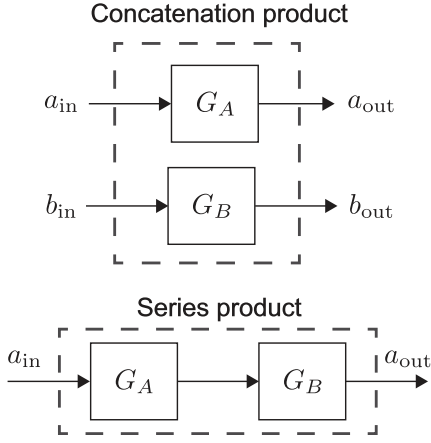 Concatenation product
a_in G_A a_out
b_in G_B b_out
Series product
a_in G_A G_B a_out